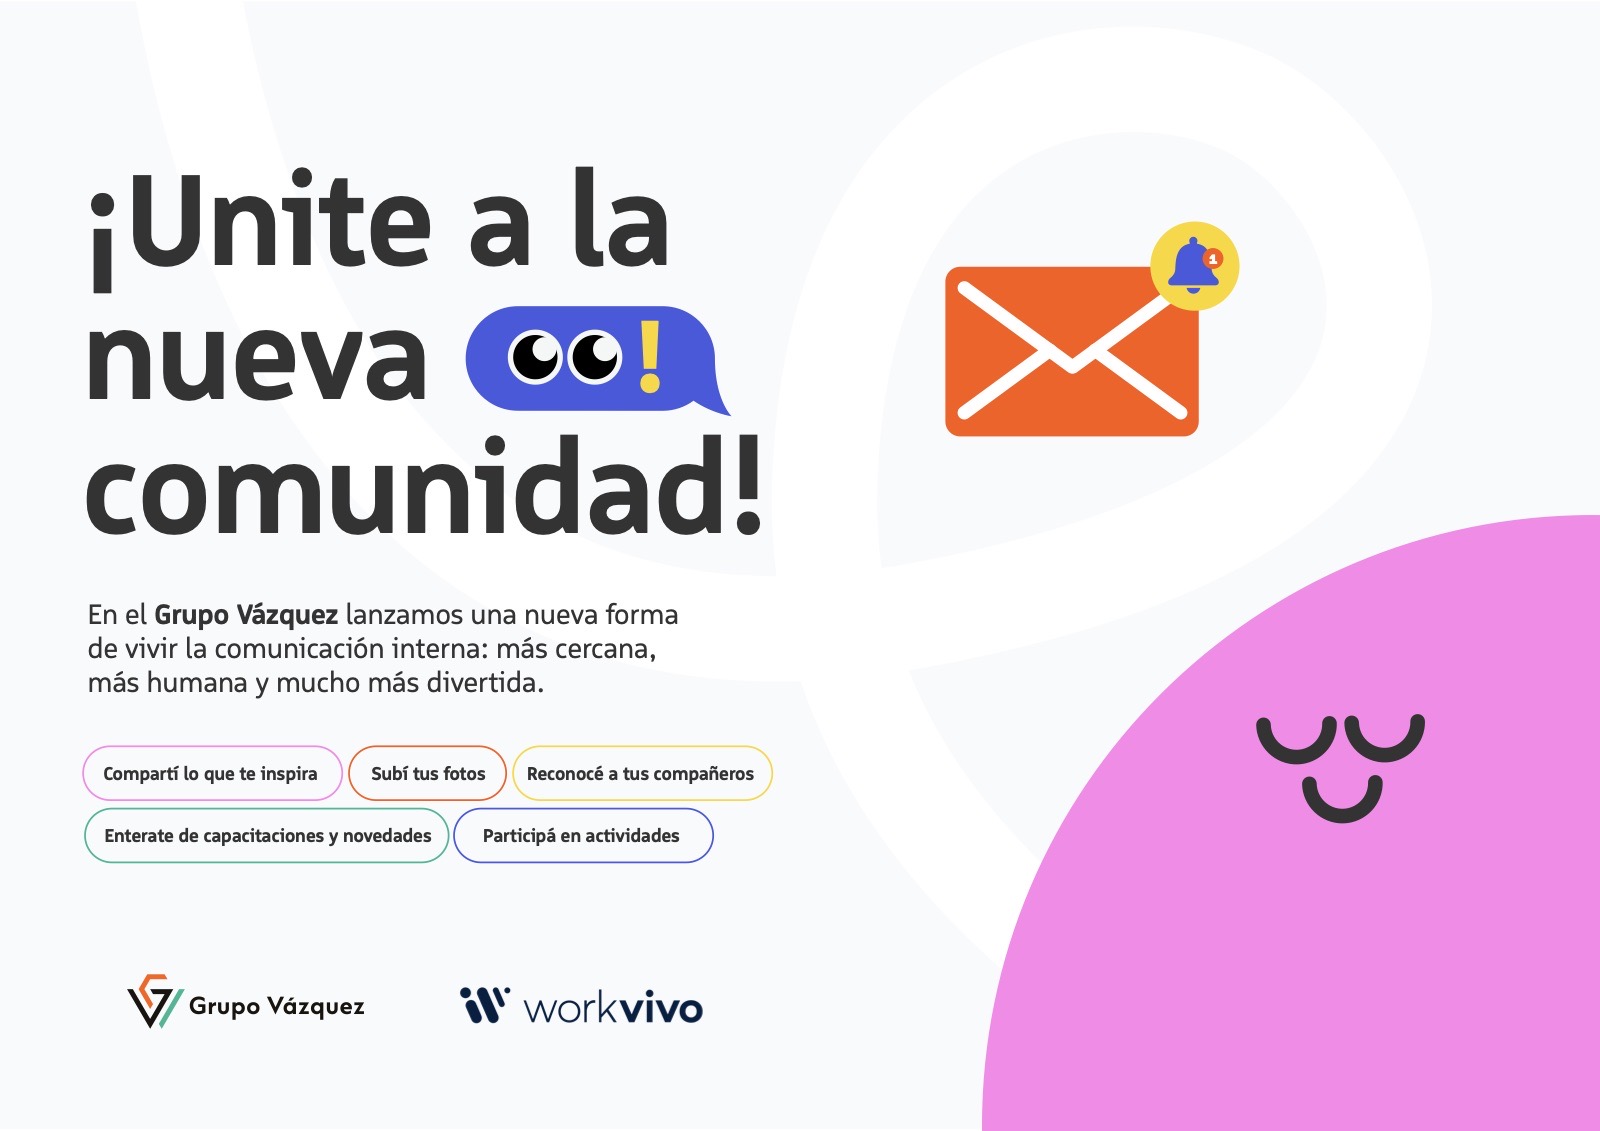 ¡Unite a la
nueva !
comunidad!
1
En el Grupo Vázquez lanzamos una nueva forma
de vivir la comunicación interna: más cercana,
más humana y mucho más divertida.
Compartí lo que te inspira
Subí tus fotos
Reconocé a tus compañeros
Enterate de capacitaciones y novedades
Participá en actividades
Grupo Vázquez
workvivo